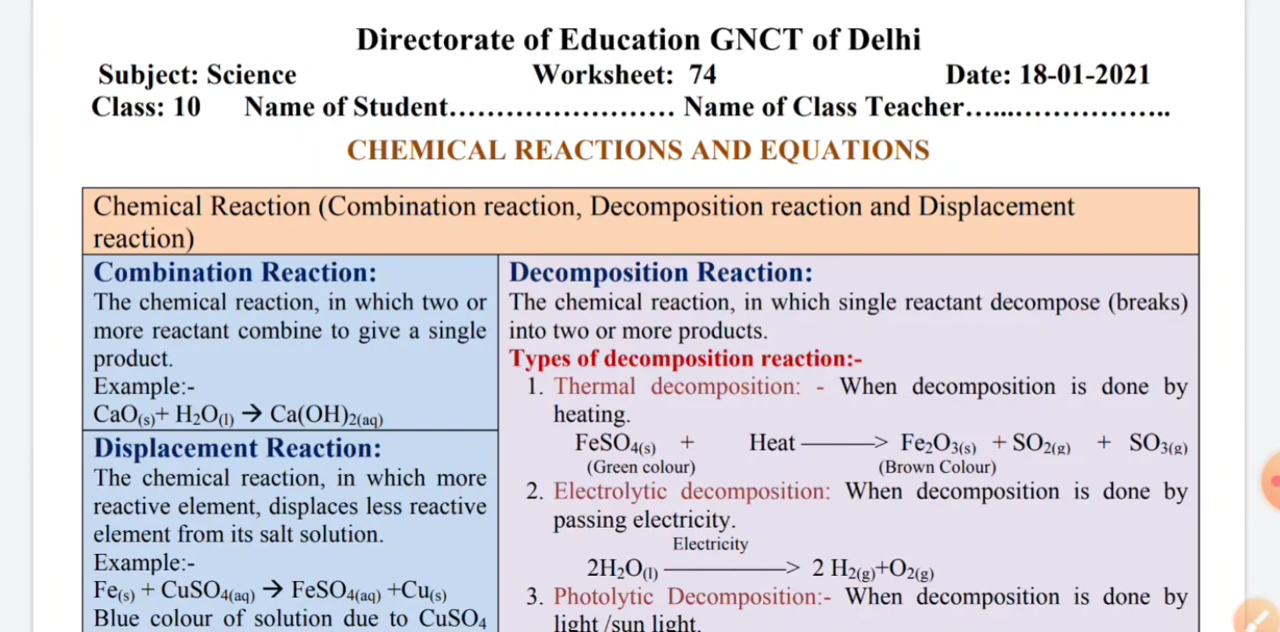 Directorate of Education GNCT of Delhi
Subject: Science Worksheet: 74 Date: 18-01-2021
Class: 10 Name of Student........................ Name of Class Teacher......................
CHEMICAL REACTIONS AND EQUATIONS
Chemical Reaction (Combination reaction, Decomposition reaction and Displacement
reaction)
Combination Reaction:
The chemical reaction, in which two or
more reactant combine to give a single
product.
Example:-
CaO(s)+ H₂O(l) → Ca(OH)₂(aq)
Displacement Reaction:
The chemical reaction, in which more
reactive element, displaces less reactive
element from its salt solution.
Example:-
Fe(s) + CuSO₄(aq) → FeSO₄(aq) +Cu(s)
Blue colour of solution due to CuSO₄
Decomposition Reaction:
The chemical reaction, in which single reactant decompose (breaks)
into two or more products.
Types of decomposition reaction:-
1. Thermal decomposition: - When decomposition is done by
heating.
FeSO₄(s) + Heat ———> Fe₂O₃(s) + SO₂(g) + SO₃(g)
(Green colour) (Brown Colour)
2. Electrolytic decomposition: When decomposition is done by
passing electricity.
Electricity
2H₂O(l) ————> 2 H₂(g)+O₂(g)
3. Photolytic Decomposition:- When decomposition is done by
light /sun light.